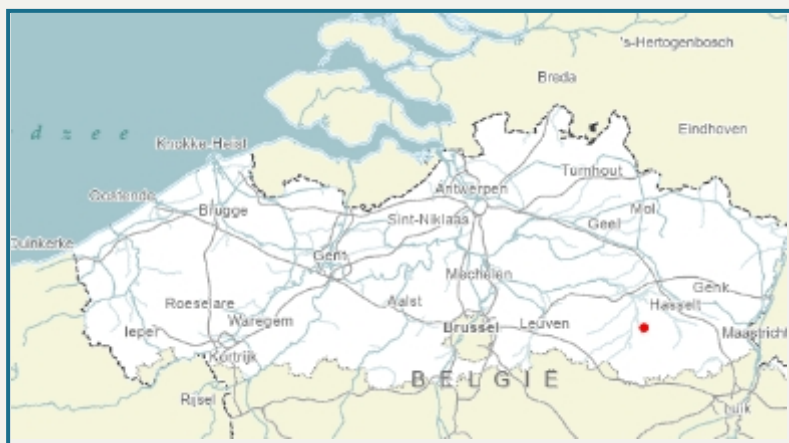 's-Hertogenbosch
Breda
d z e e
Eindhoven
Knokke-Heist
Turnhout
Antwerpen
Oostende
Mol
Brugge
Sint-Niklaas
Geel
Duinkerke
Gent
Mechelen
Genk
Roeselare
Aalst
Hasselt
Waregem
Ieper
Brussel
Leuven
Maastricht
Kortrijk
BELGIË
Rijsel
Luik